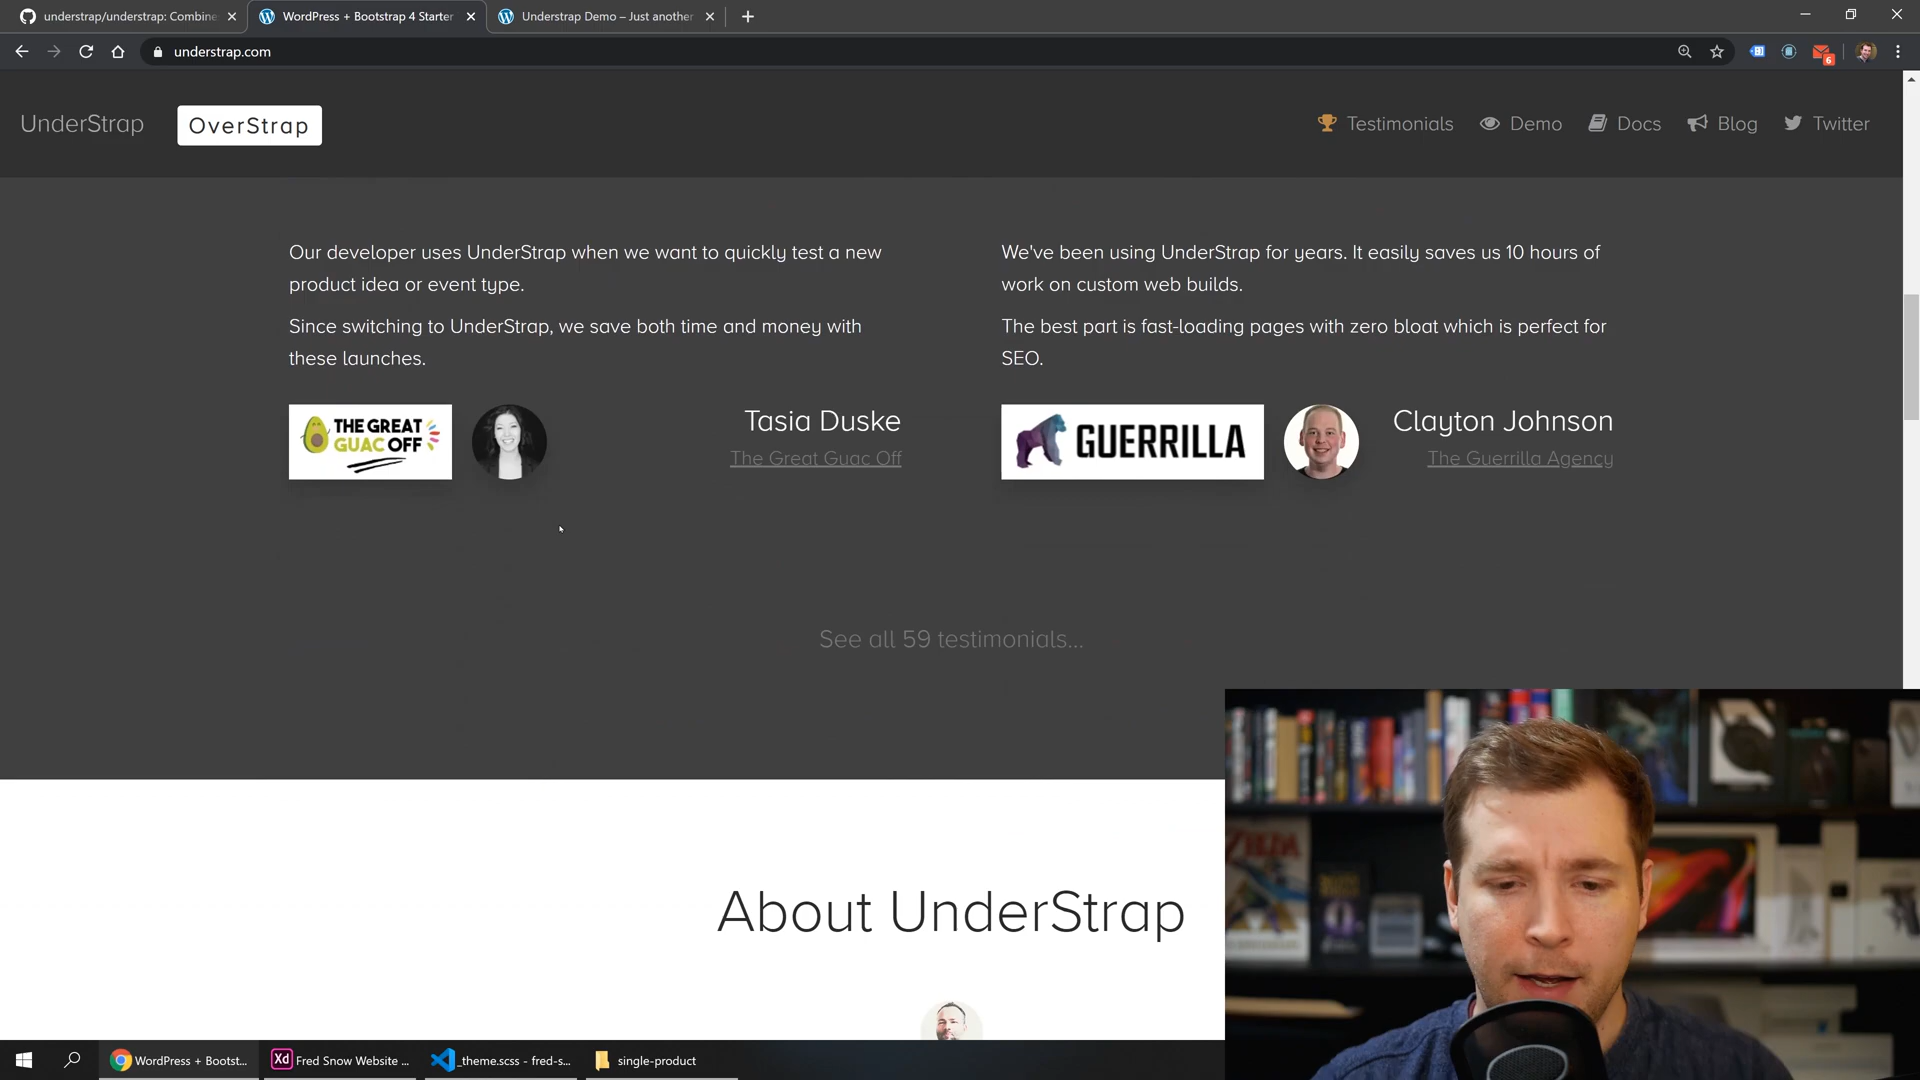 understrap/understrap: Combine
WordPress + Bootstrap 4 Starter
Understrap Demo – Just another
understrap.com
6
UnderStrap
OverStrap
Testimonials
Demo
Docs
Blog
Twitter
Our developer uses UnderStrap when we want to quickly test a new
product idea or event type.
Since switching to UnderStrap, we save both time and money with
these launches.
THE GREAT
GUAC OFF
Tasia Duske
The Great Guac Off
We've been using UnderStrap for years. It easily saves us 10 hours of
work on custom web builds.
The best part is fast-loading pages with zero bloat which is perfect for
SEO.
GUERRILLA
Clayton Johnson
The Guerrilla Agency
See all 59 testimonials...
About UnderStrap
ZELDA
WordPress + Bootst...
Xd
Fred Snow Website ...
_theme.scss - fred-s...
single-product